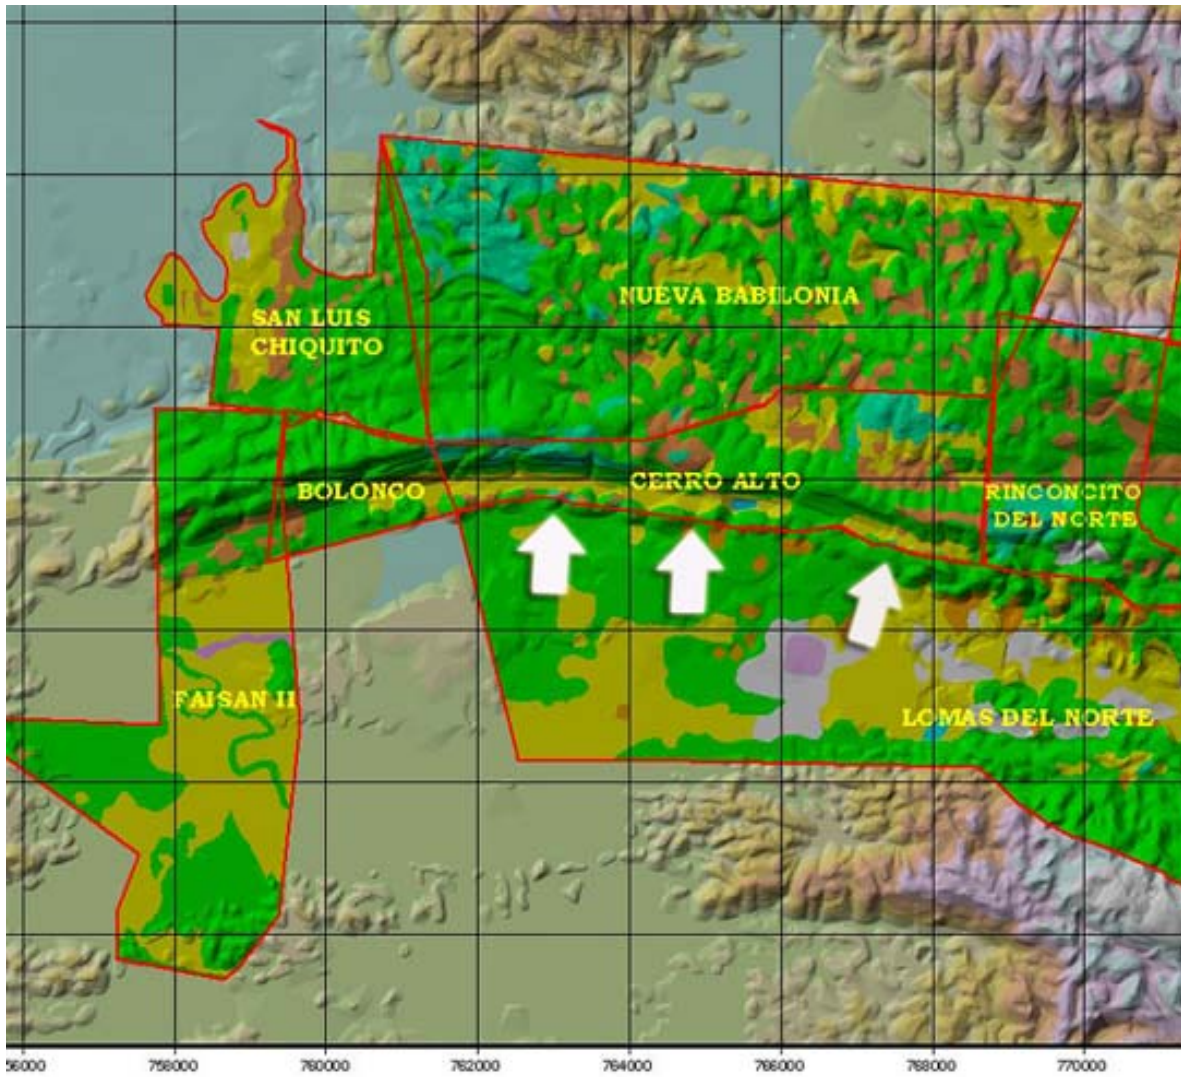 NUEVA BABILONIA
SAN LUIS
CHIQUITO
CERRO ALTO
BOLONCO
RINCONCITO
DEL NORTE
FAISAN II
LOMAS DEL NORTE
758000 760000 762000 764000 766000 768000 770000